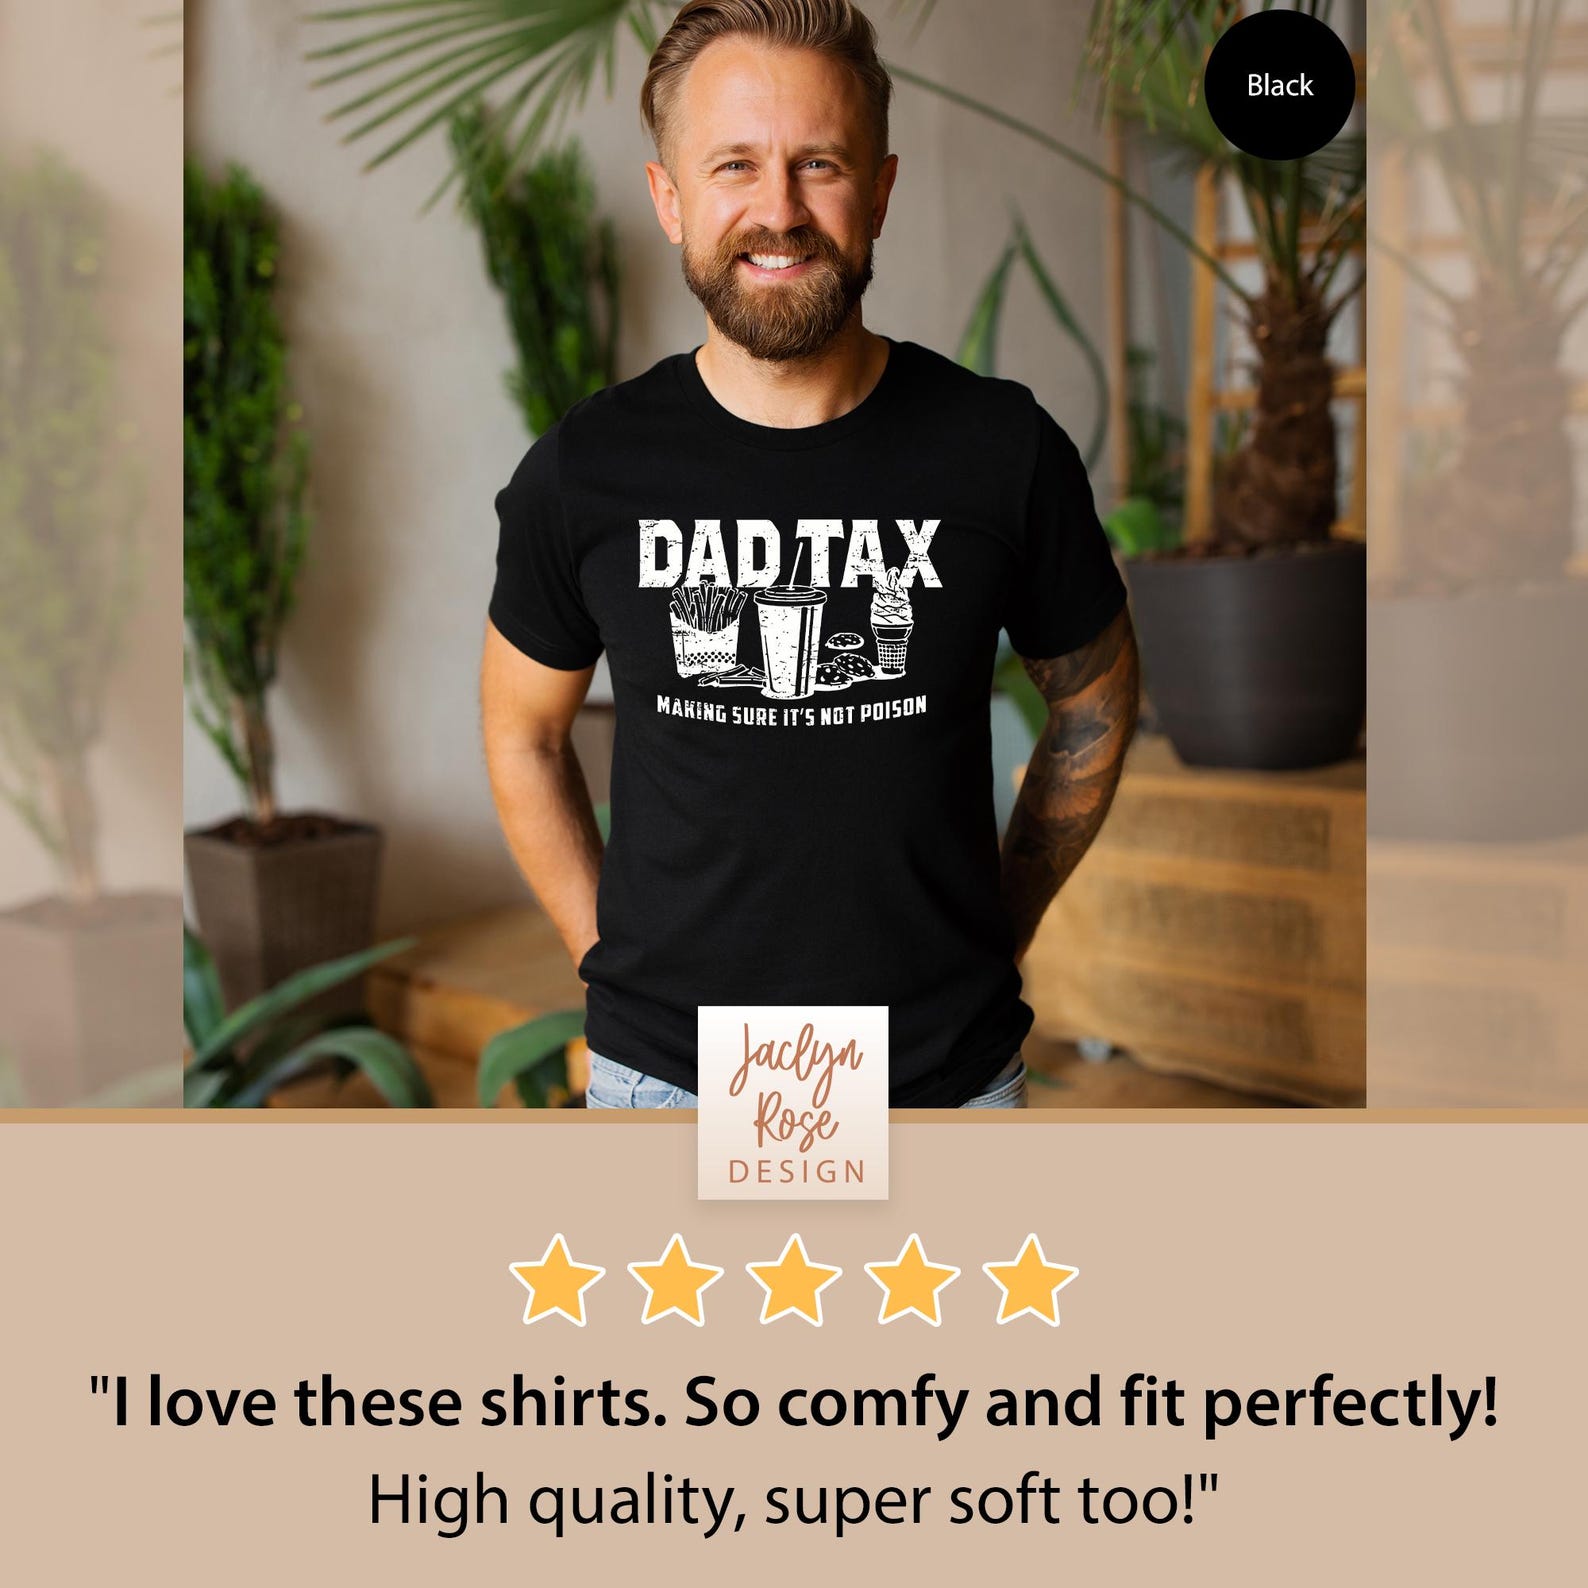 Black
DAD TAX
MAKING SURE IT'S NOT POISON
Jaclyn
Rose
DESIGN
"I love these shirts. So comfy and fit perfectly!
High quality, super soft too!"